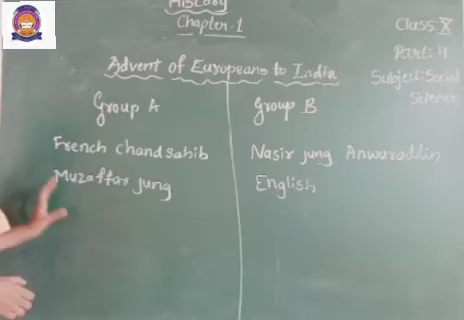 History
Chapter-1
Class X
Part: 4
Subject: Social
Science
Advent of Europeans to India
Group A
Group B
French Chandsahib
Nasir jung Anwaraddin
Muzaffar jung
English